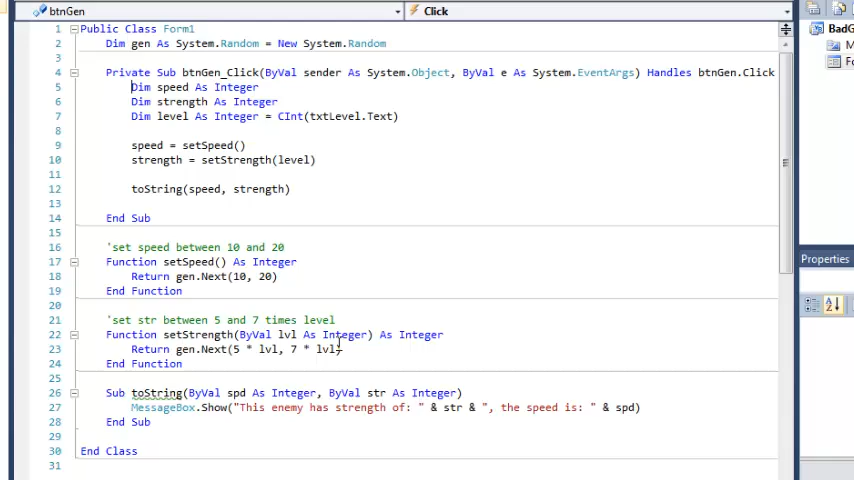 btnGen
Click
1 Public Class Form1
2 Dim gen As System.Random = New System.Random
3
4 Private Sub btnGen_Click(ByVal sender As System.Object, ByVal e As System.EventArgs) Handles btnGen.Click
5 Dim speed As Integer
6 Dim strength As Integer
7 Dim level As Integer = CInt(txtLevel.Text)
8
9 speed = setSpeed()
10 strength = setStrength(level)
11
12 toString(speed, strength)
13
14 End Sub
15
16 'set speed between 10 and 20
17 Function setSpeed() As Integer
18 Return gen.Next(10, 20)
19 End Function
20
21 'set str between 5 and 7 times level
22 Function setStrength(ByVal lvl As Integer) As Integer
23 Return gen.Next(5 * lvl, 7 * lvl)
24 End Function
25
26 Sub toString(ByVal spd As Integer, ByVal str As Integer)
27 MessageBox.Show("This enemy has strength of: " & str & ", the speed is: " & spd)
28 End Sub
29
30 End Class
31
BadG
M
Fo
Properties